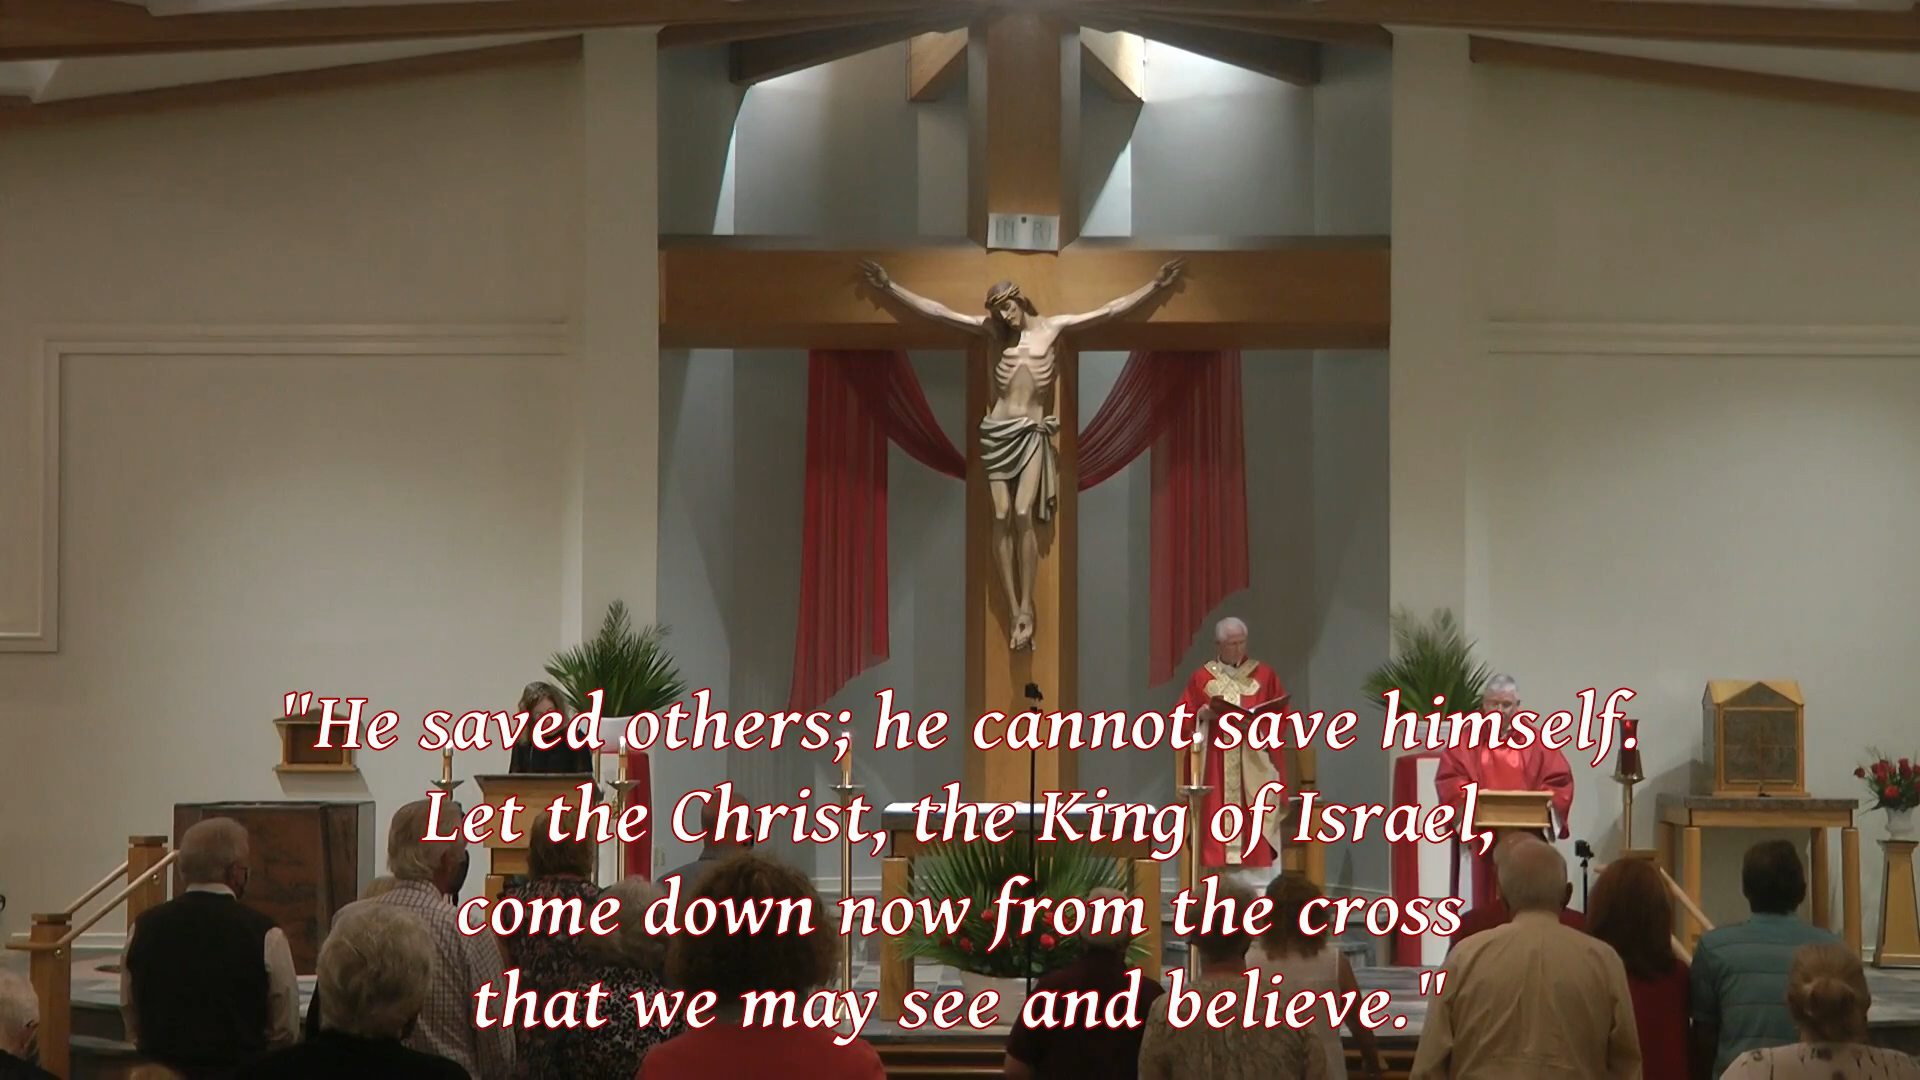 INRI
"He saved others; he cannot save himself.
Let the Christ, the King of Israel,
come down now from the cross
that we may see and believe."